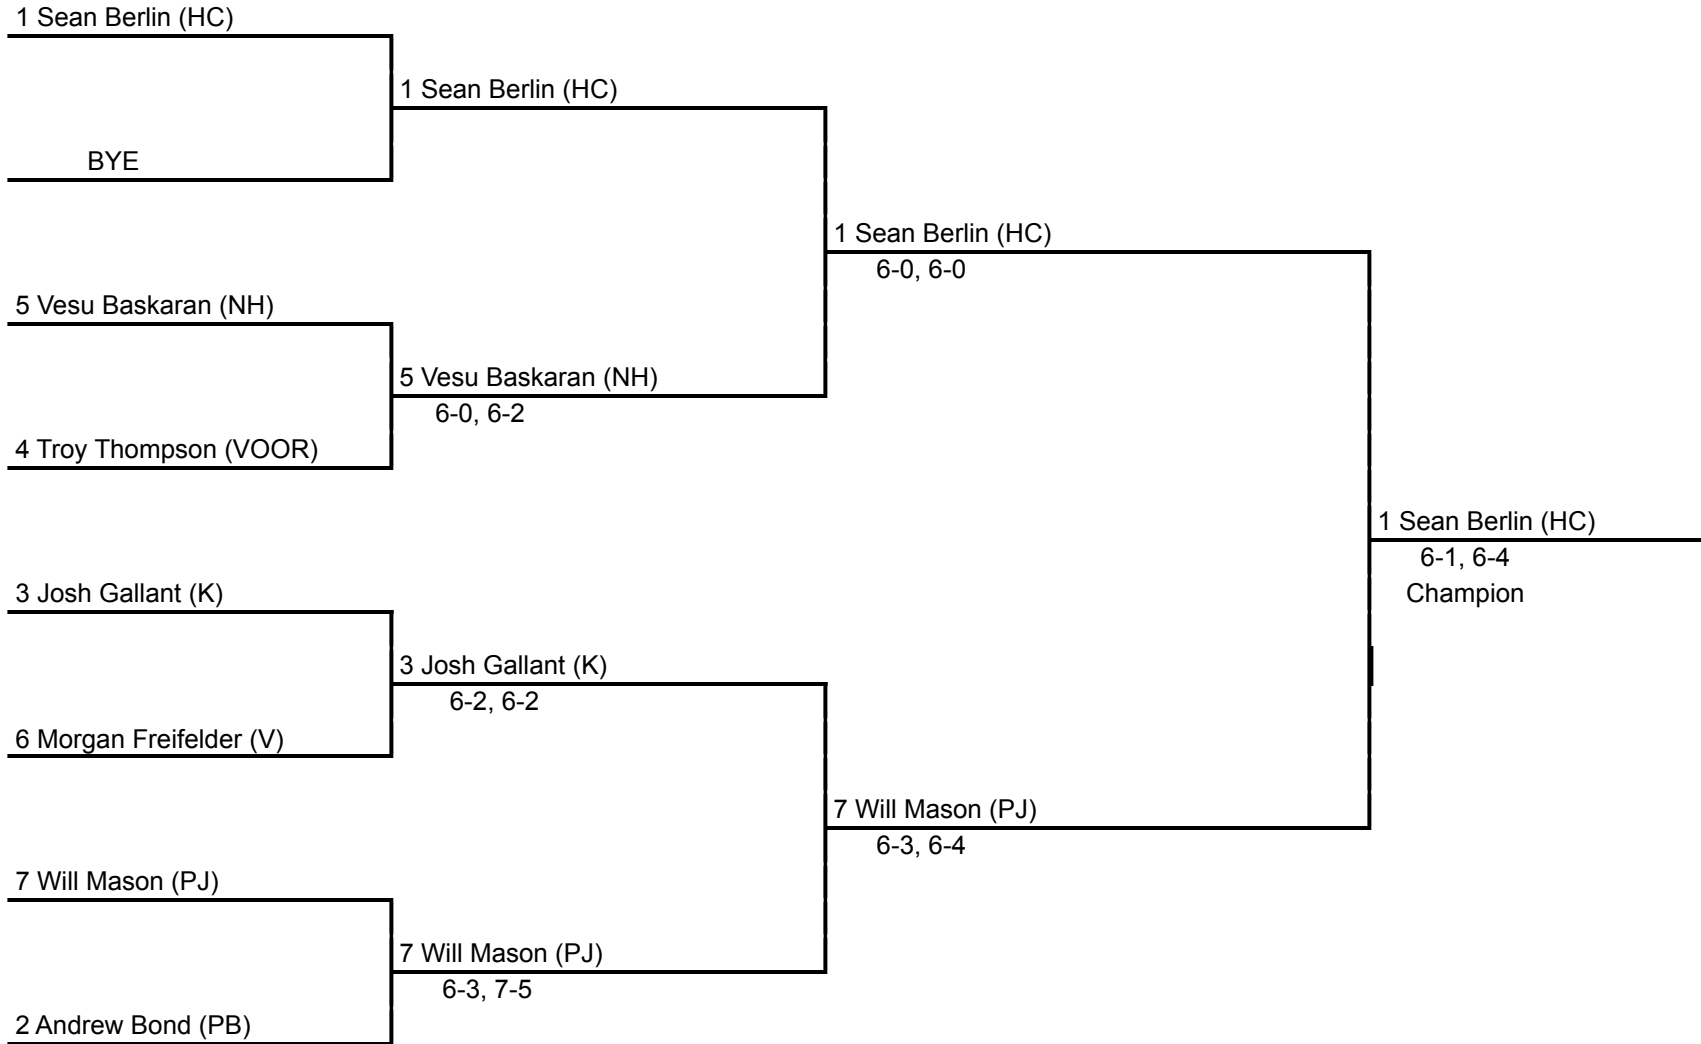 1 Sean Berlin (HC)
1 Sean Berlin (HC)
BYE
1 Sean Berlin (HC)
6-0, 6-0
5 Vesu Baskaran (NH)
5 Vesu Baskaran (NH)
6-0, 6-2
4 Troy Thompson (VOOR)
1 Sean Berlin (HC)
6-1, 6-4
Champion
3 Josh Gallant (K)
3 Josh Gallant (K)
6-2, 6-2
6 Morgan Freifelder (V)
7 Will Mason (PJ)
6-3, 6-4
7 Will Mason (PJ)
7 Will Mason (PJ)
6-3, 7-5
2 Andrew Bond (PB)